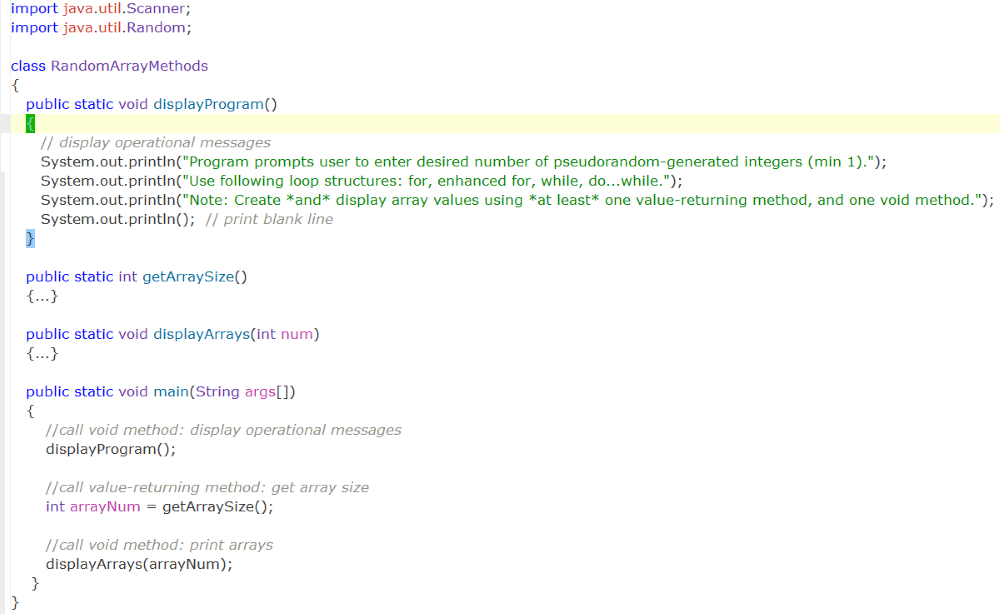 import java.util.Scanner;
import java.util.Random;
class RandomArrayMethods
{
public static void displayProgram()
{
// display operational messages
System.out.println("Program prompts user to enter desired number of pseudorandom-generated integers (min 1).");
System.out.println("Use following loop structures: for, enhanced for, while, do...while.");
System.out.println("Note: Create *and* display array values using *at least* one value-returning method, and one void method.");
System.out.println();  // print blank line
}
public static int getArraySize()
{...}
public static void displayArrays(int num)
{...}
public static void main(String args[])
{
//call void method: display operational messages
displayProgram();
//call value-returning method: get array size
int arrayNum = getArraySize();
//call void method: print arrays
displayArrays(arrayNum);
}
}